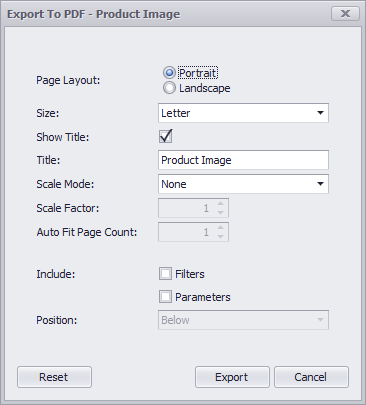 Export To PDF - Product Image
Page Layout: Portrait
Landscape
Size: Letter
Show Title:
Title: Product Image
Scale Mode: None
Scale Factor: 1
Auto Fit Page Count: 1
Include: Filters
Parameters
Position: Below
Reset Export Cancel